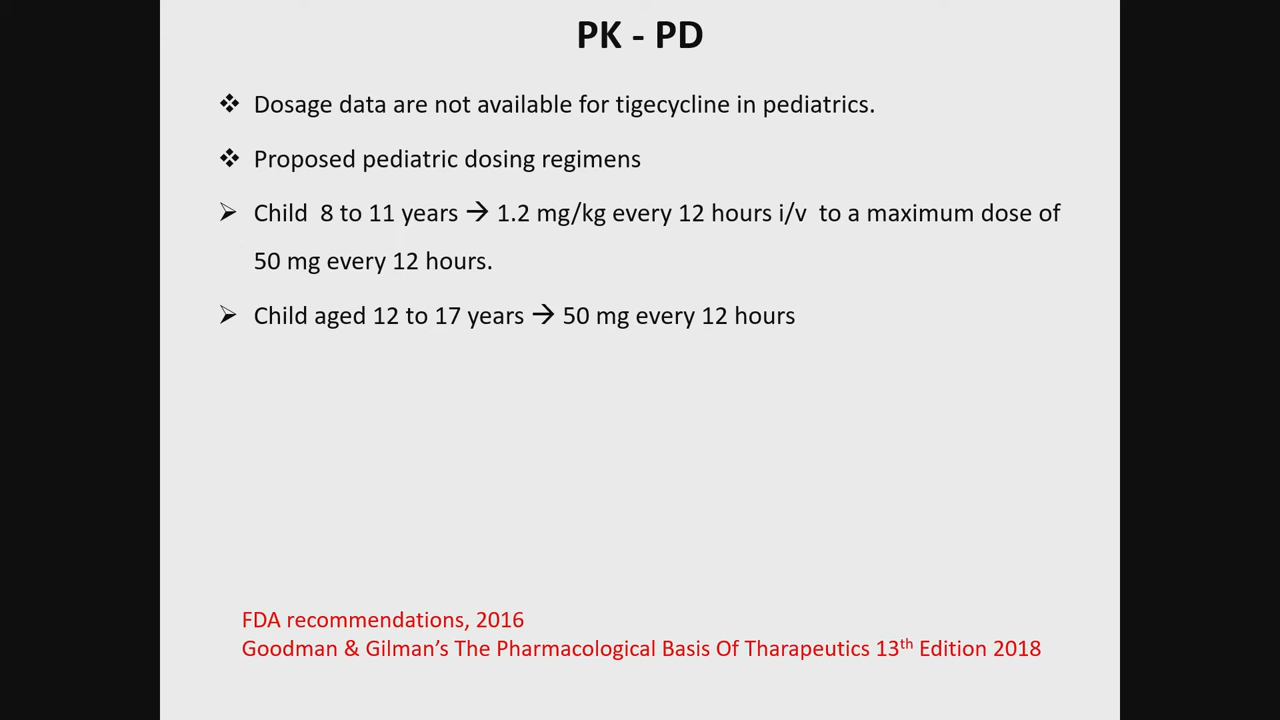 PK - PD
❖ Dosage data are not available for tigecycline in pediatrics.
❖ Proposed pediatric dosing regimens
➢ Child 8 to 11 years → 1.2 mg/kg every 12 hours i/v to a maximum dose of
50 mg every 12 hours.
➢ Child aged 12 to 17 years → 50 mg every 12 hours
FDA recommendations, 2016
Goodman & Gilman’s The Pharmacological Basis Of Tharapeutics 13th Edition 2018